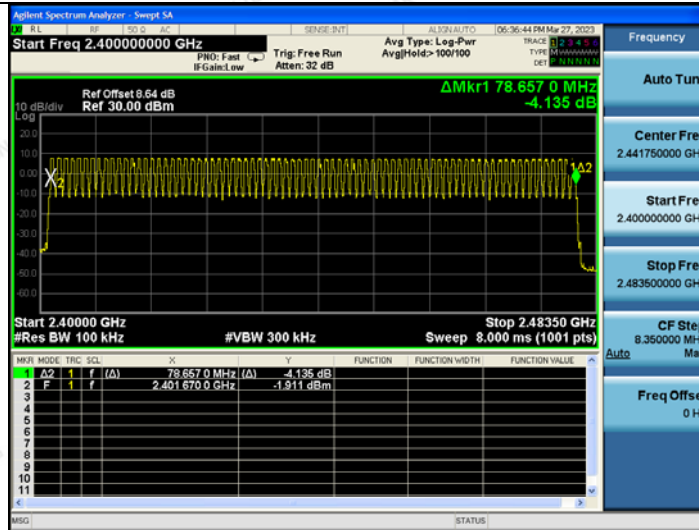 Agilent Spectrum Analyzer - Swept SA
RL RF 50 Ω AC SENSE:INT ALIGN AUTO 06:36:44 PM Mar 27, 2023
Start Freq 2.400000000 GHz
PNO: Fast
IFGain:Low
Trig: Free Run
Atten: 32 dB
Avg Type: Log-Pwr
Avg|Hold:> 100/100
TRACE 1 2 3 4 5 6
TYPE M
DET P N N N N N
ΔMkr1 78.657 0 MHz
-4.135 dB
Ref Offset 8.64 dB
10 dB/div Ref 30.00 dBm
Log
20.0
10.0
0.00
-10.0
-20.0
-30.0
-40.0
-50.0
-60.0
2
1Δ2
Start 2.40000 GHz Stop 2.48350 GHz
#Res BW 100 kHz #VBW 300 kHz Sweep 8.000 ms (1001 pts)
MKR MODE TRC SCL X Y FUNCTION FUNCTION WIDTH FUNCTION VALUE
1 Δ2 1 f (Δ) 78.657 0 MHz (Δ) -4.135 dB
2 F 1 f 2.401 670 0 GHz -1.911 dBm
3
4
5
6
7
8
9
10
11
MSG STATUS
Frequency
Auto Tun
Center Fre
2.441750000 GH
Start Fre
2.400000000 GH
Stop Fre
2.483500000 GH
CF Ste
8.350000 MH
Auto Ma
Freq Offse
0 H